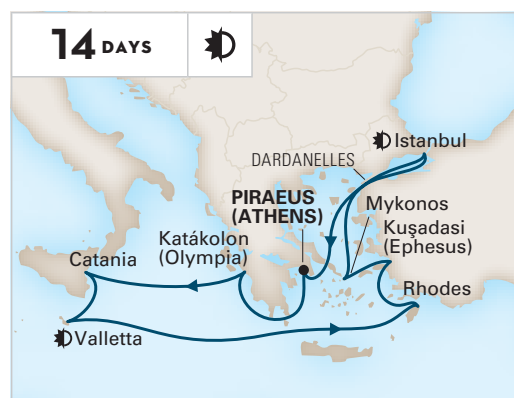 14 DAYS
Istanbul
DARDANELLES
PIRAEUS
(ATHENS)
Mykonos
Kuşadasi
(Ephesus)
Katákolon
(Olympia)
Catania
Rhodes
Valletta